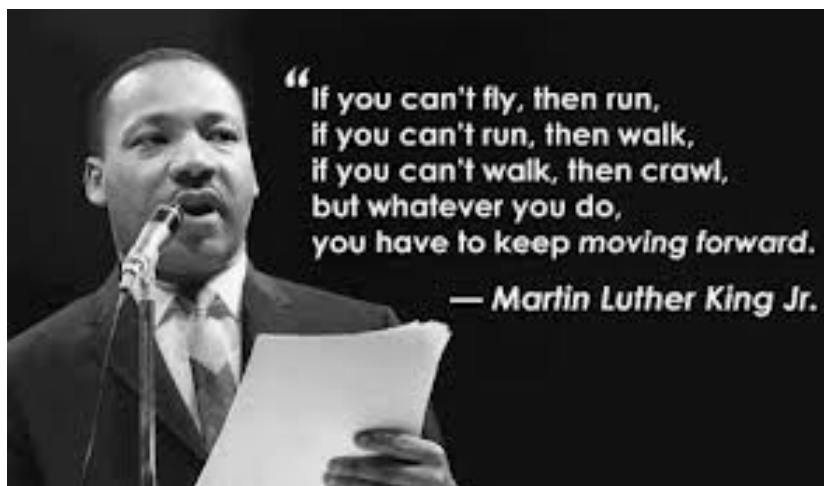 “If you can't fly, then run,
if you can't run, then walk,
if you can't walk, then crawl,
but whatever you do,
you have to keep moving forward.
— Martin Luther King Jr.